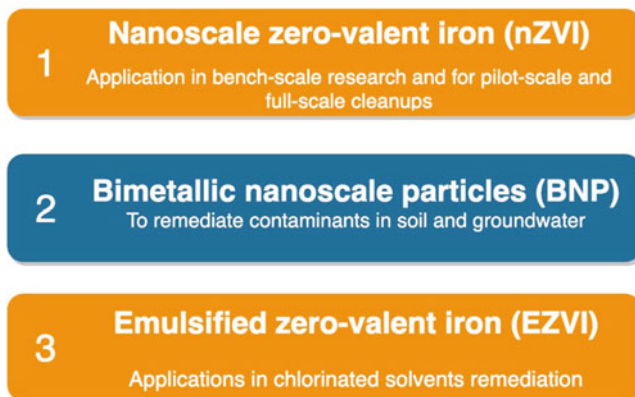 1
Nanoscale zero-valent iron (nZVI)
Application in bench-scale research and for pilot-scale and
full-scale cleanups
2
Bimetallic nanoscale particles (BNP)
To remediate contaminants in soil and groundwater
3
Emulsified zero-valent iron (EZVI)
Applications in chlorinated solvents remediation